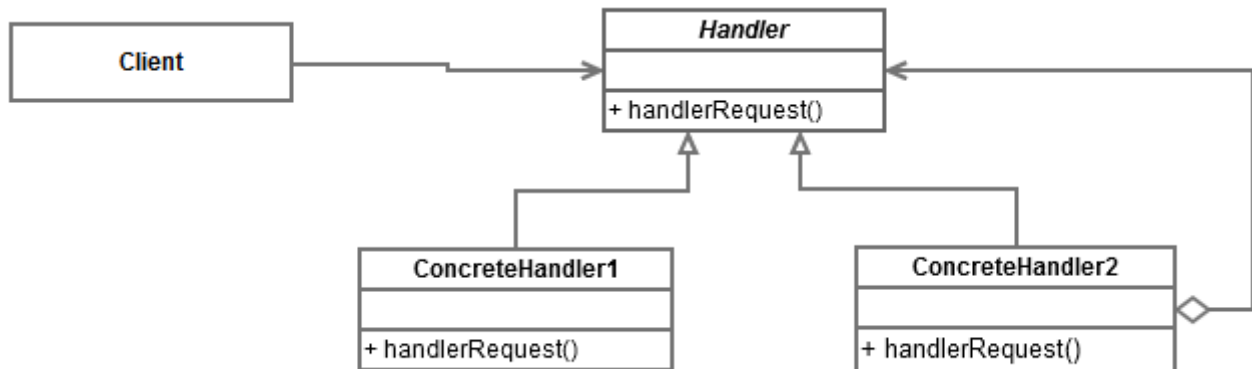 Handler
Client
+ handlerRequest()
ConcreteHandler1
+ handlerRequest()
ConcreteHandler2
+ handlerRequest()